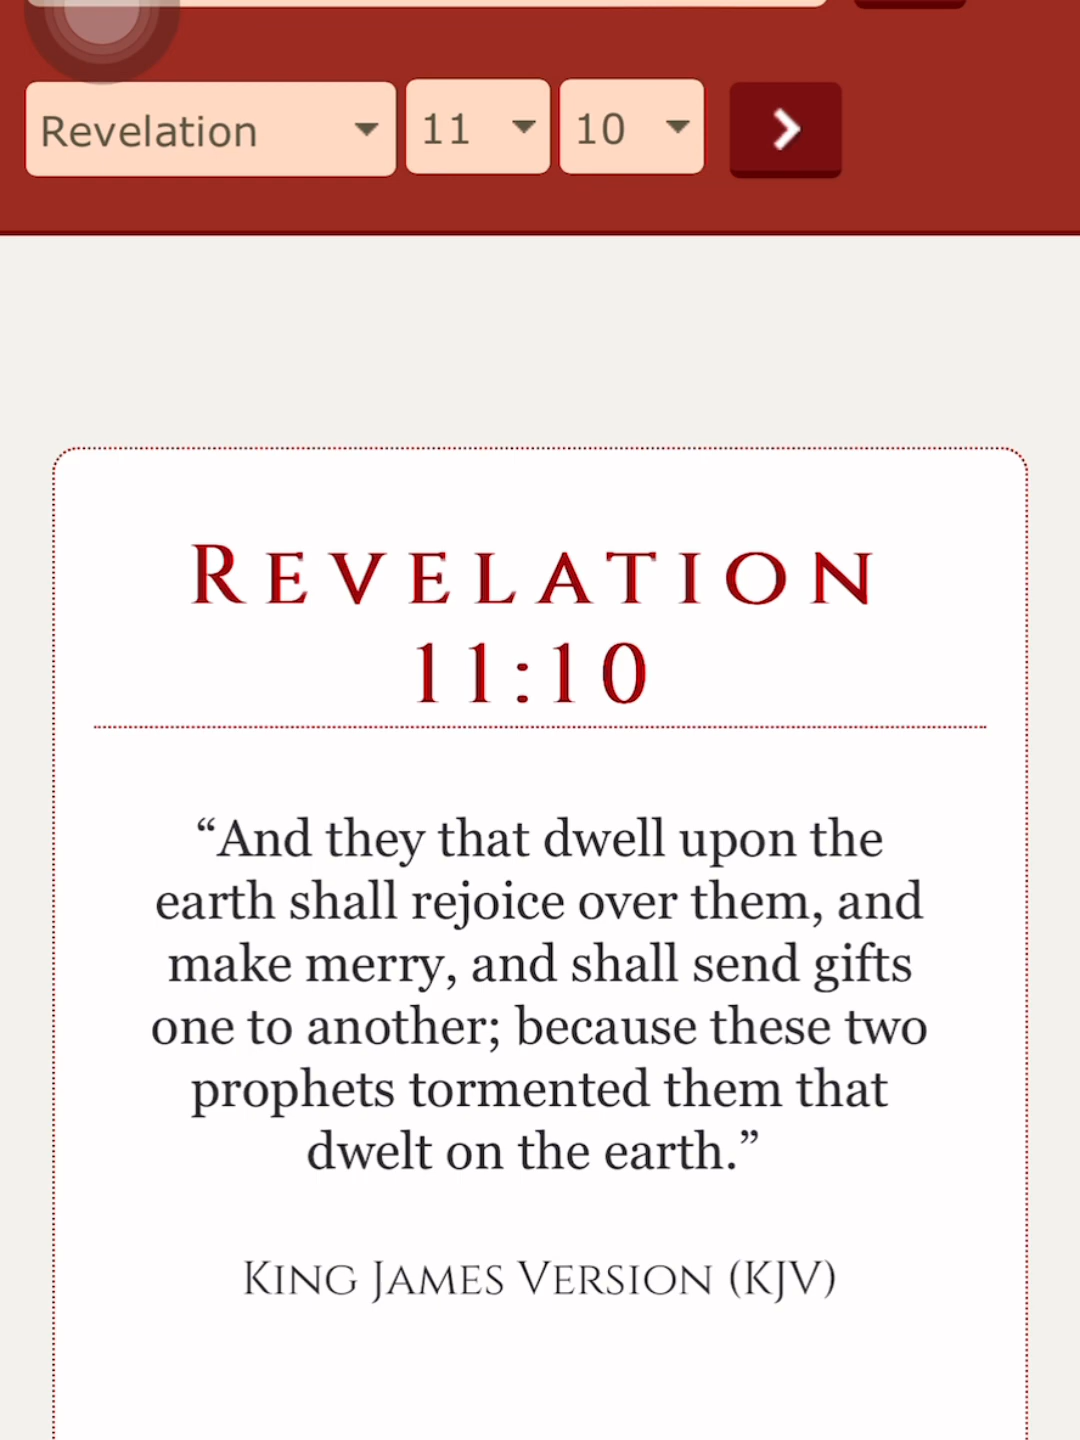 Revelation 11 10
REVELATION
11:10
“And they that dwell upon the
earth shall rejoice over them, and
make merry, and shall send gifts
one to another; because these two
prophets tormented them that
dwelt on the earth.”
King James Version (KJV)